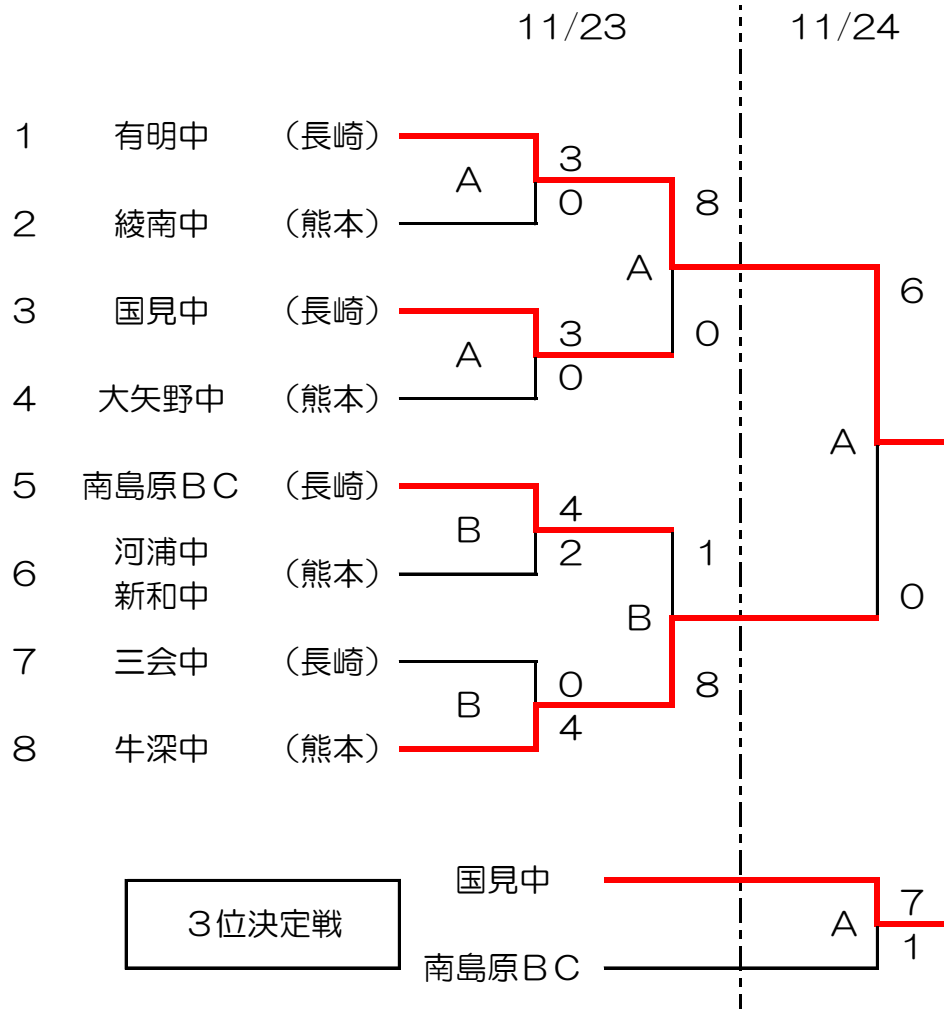 11/23 11/24
1 有明中 （長崎）
3
A
0
2 綾南中 （熊本）
8
A
3 国見中 （長崎）
6
3
0
A
0
4 大矢野中 （熊本）
A
5 南島原ＢＣ （長崎）
4
B
2
1
河浦中
6 （熊本）
新和中
0
B
7 三会中 （長崎）
0
8
B
4
8 牛深中 （熊本）
国見中
7
３位決定戦
A
1
南島原ＢＣ